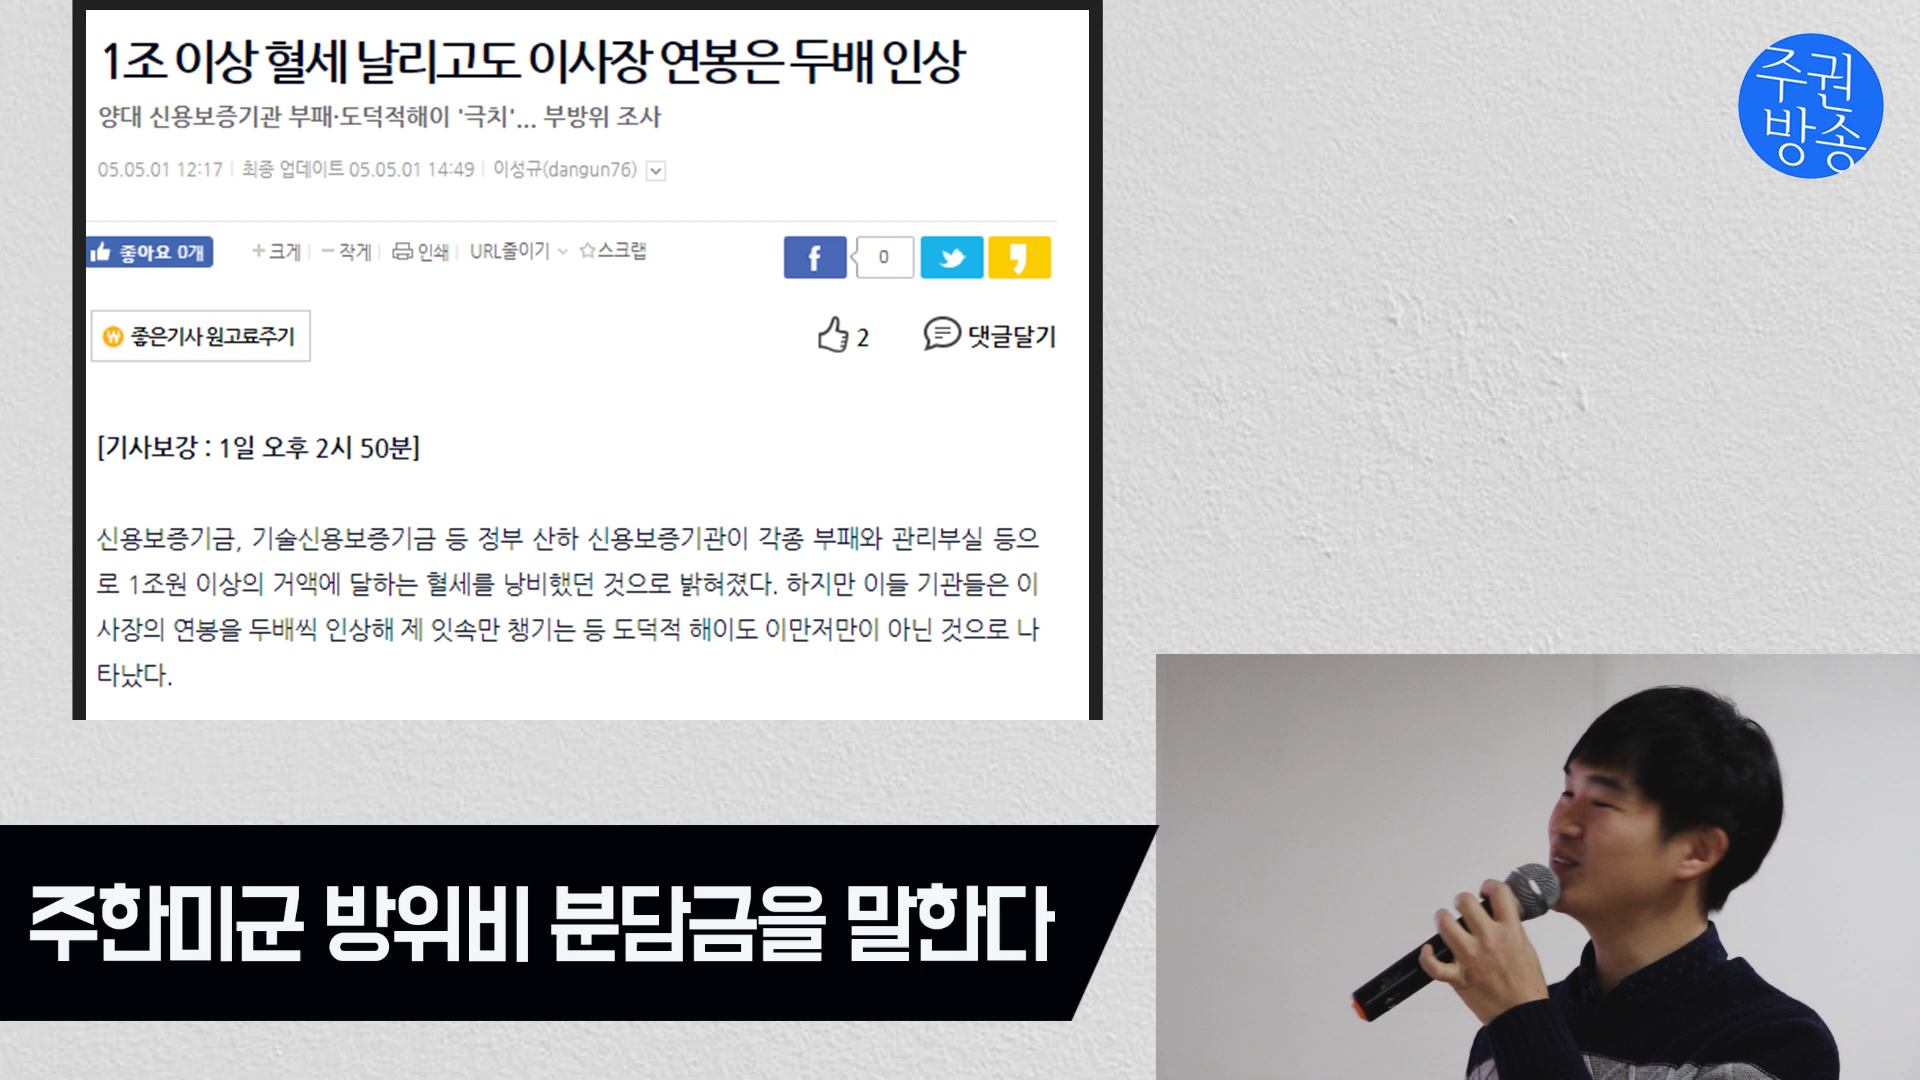 1조 이상 혈세 날리고도 이사장 연봉은 두배 인상
양대 신용보증기관 부패·도덕적해이 '극치'... 부방위 조사
05.05.01 12:17 | 최종 업데이트 05.05.01 14:49 | 이성규(dangun76)
좋아요 0개 + 크게 | − 작게 | 인쇄 | URL줄이기 ☆스크랩
f 0
좋은기사 원고료주기
2 댓글달기
[기사보강 : 1일 오후 2시 50분]
신용보증기금, 기술신용보증기금 등 정부 산하 신용보증기관이 각종 부패와 관리부실 등으
로 1조원 이상의 거액에 달하는 혈세를 낭비했던 것으로 밝혀졌다. 하지만 이들 기관들은 이
사장의 연봉을 두배씩 인상해 제 잇속만 챙기는 등 도덕적 해이도 이만저만이 아닌 것으로 나
타났다.
주권
방송
주한미군 방위비 분담금을 말한다